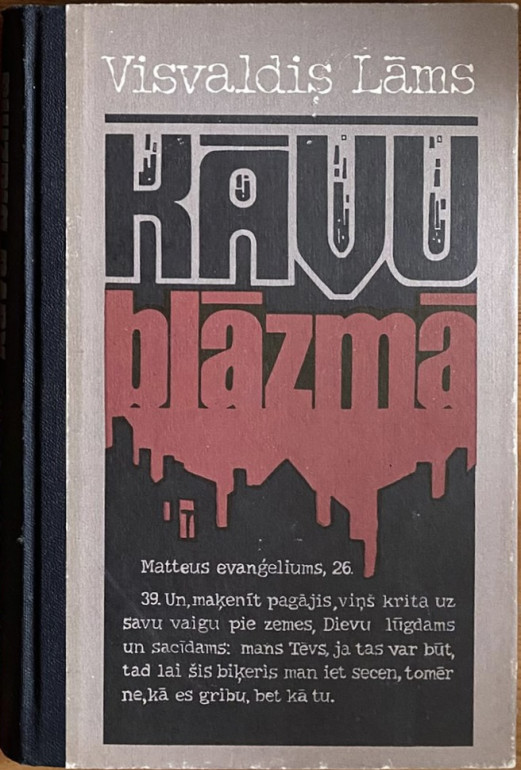 Visvaldis Lāms
KĀVU
blāzmā
Matteus evaņģeliums, 26.
39. Un, maķenīt pagājis, viņš krita uz
savu vaigu pie zemes, Dievu lūgdams
un sacīdams: mans Tēvs, ja tas var būt,
tad lai šis biķeris man iet secen, tomēr
ne, kā es gribu, bet kā tu.